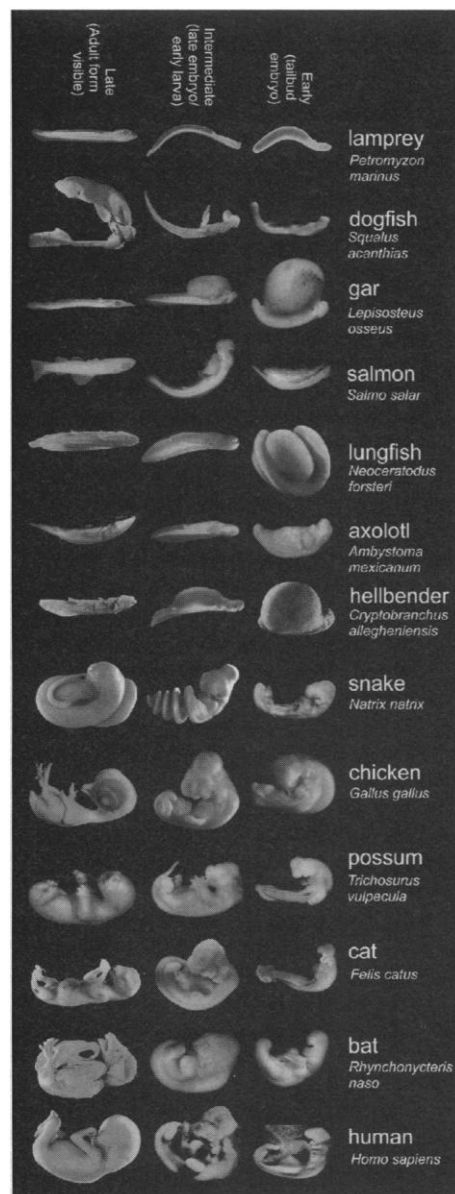 Late
(Adult form
visible)
Intermediate
(late embryo/
early larva)
Early
(tailbud
embryo)
lamprey
Petromyzon
marinus
dogfish
Squalus
acanthias
gar
Lepisosteus
osseus
salmon
Salmo salar
lungfish
Neoceratodus
forsteri
axolotl
Ambystoma
mexicanum
hellbender
Cryptobranchus
allegheniensis
snake
Natrix natrix
chicken
Gallus gallus
possum
Trichosurus
vulpecula
cat
Felis catus
bat
Rhynchonycteris
naso
human
Homo sapiens